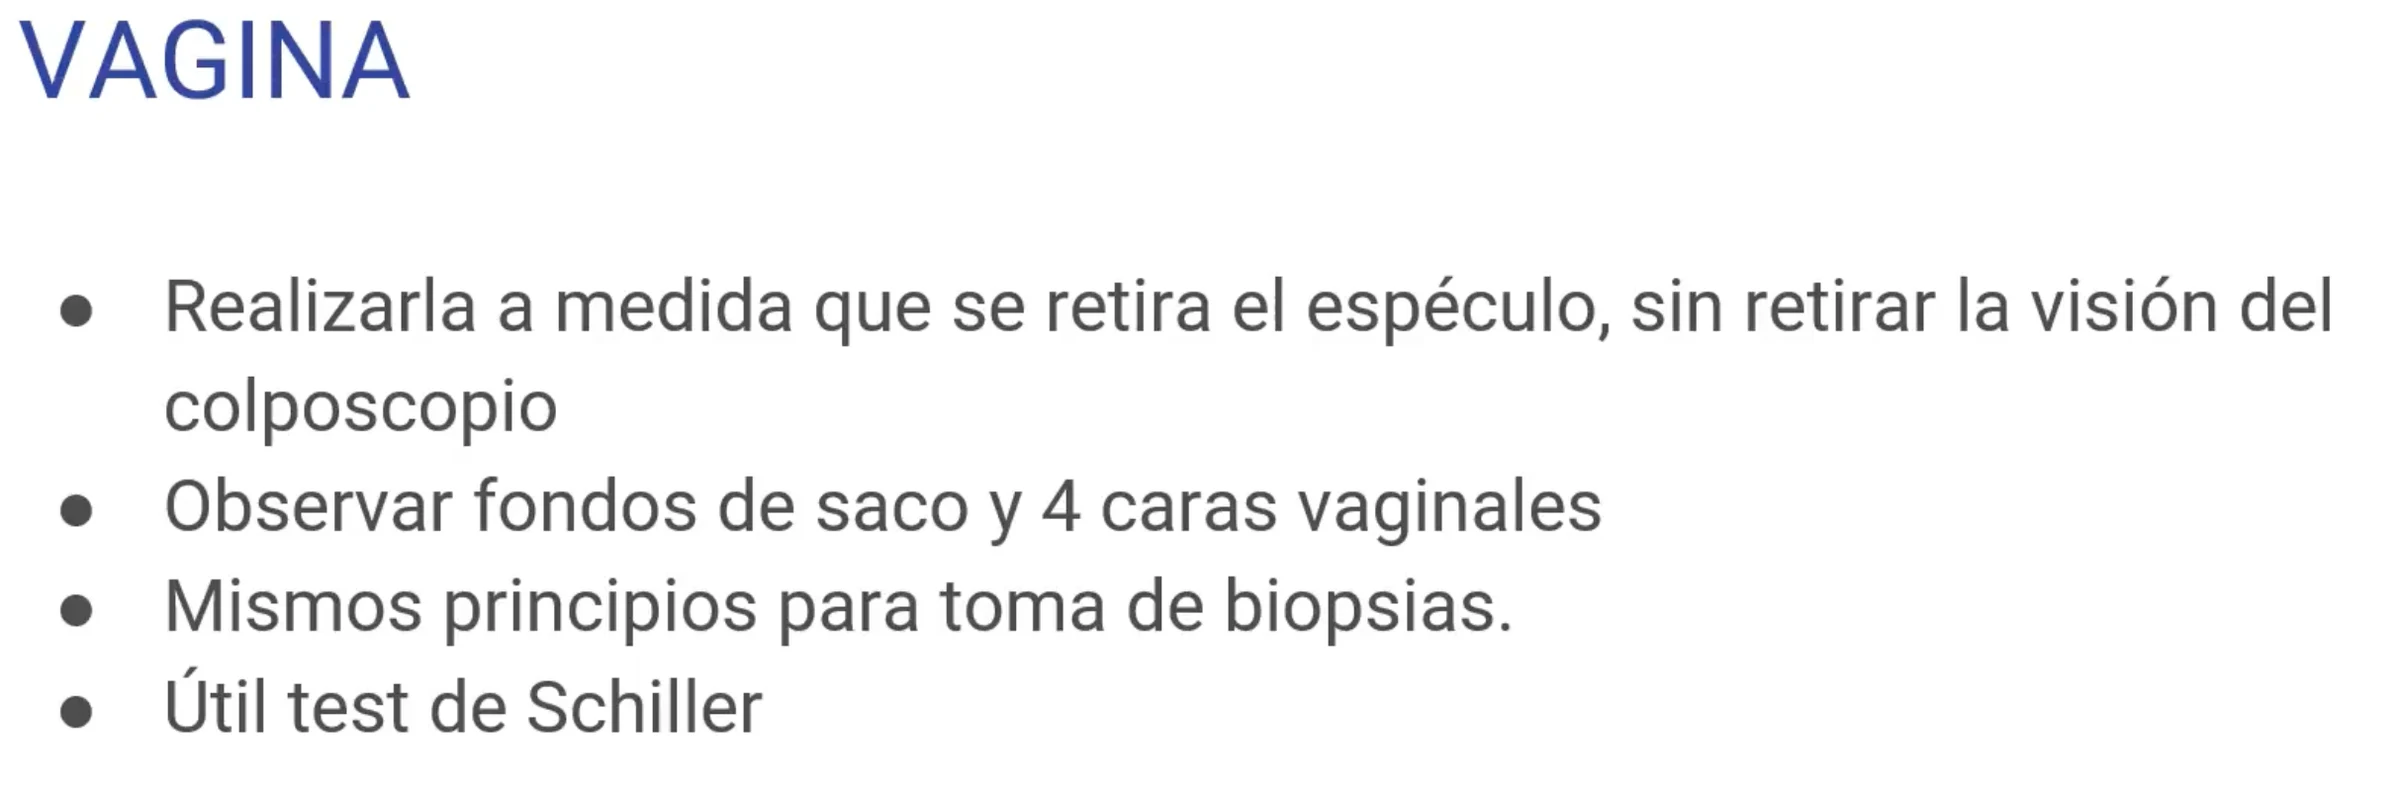 VAGINA
● Realizarla a medida que se retira el espéculo, sin retirar la visión del
colposcopio
● Observar fondos de saco y 4 caras vaginales
● Mismos principios para toma de biopsias.
● Útil test de Schiller